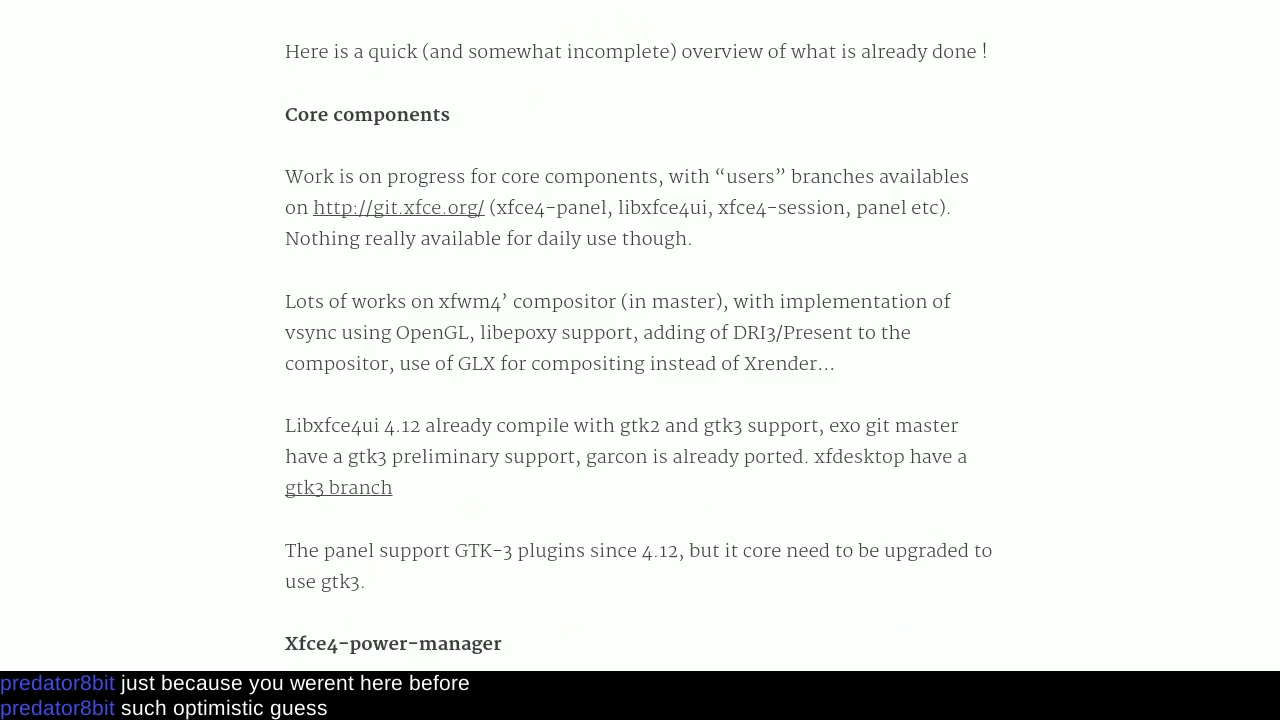 Here is a quick (and somewhat incomplete) overview of what is already done !
Core components
Work is on progress for core components, with “users” branches availables
on http://git.xfce.org/ (xfce4-panel, libxfce4ui, xfce4-session, panel etc).
Nothing really available for daily use though.
Lots of works on xfwm4’ compositor (in master), with implementation of
vsync using OpenGL, libepoxy support, adding of DRI3/Present to the
compositor, use of GLX for compositing instead of Xrender…
Libxfce4ui 4.12 already compile with gtk2 and gtk3 support, exo git master
have a gtk3 preliminary support, garcon is already ported. xfdesktop have a
gtk3 branch
The panel support GTK-3 plugins since 4.12, but it core need to be upgraded to
use gtk3.
Xfce4-power-manager
predator8bit just because you werent here before
predator8bit such optimistic guess